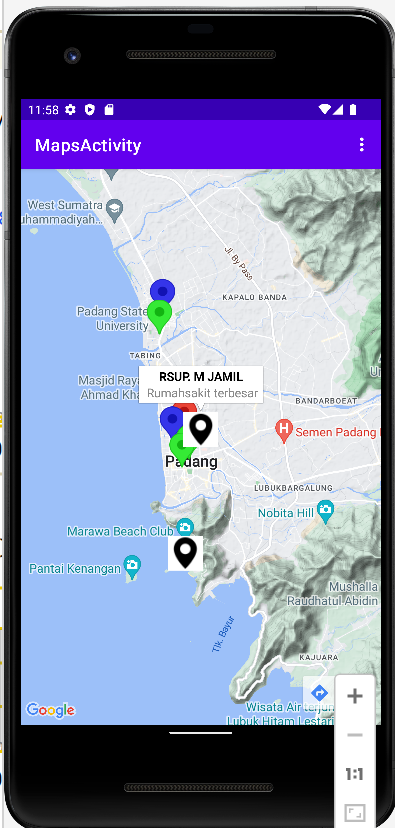 11:58
MapsActivity
West Sumatra
uhammadiyah...
Jl. By Pass
KAPALO BANDA
Padang State
University
TABING
Masjid Raya
Ahmad Kha
RSUP. M JAMIL
Rumahsakit terbesar
BANDARBOEAT
H
Semen Padang
Padang
LUBUKBARGALUNG
Nobita Hill
Marawa Beach Club
Pantai Kenangan
Mushalla
Raudhatul Abidin
Tlk. Bayur
KAJUARA
Google
Wisata Air terjun
Lubuk Hitam Lestari
1:1